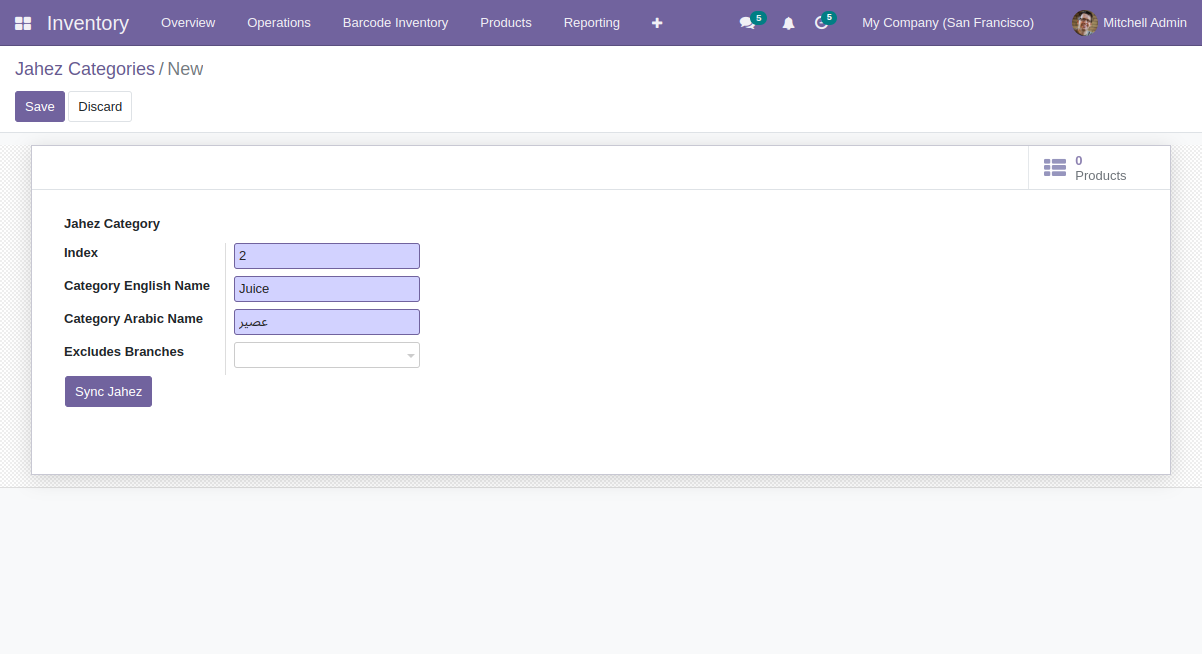 Inventory Overview Operations Barcode Inventory Products Reporting 5 5 My Company (San Francisco) Mitchell Admin
Jahez Categories / New
Save Discard
0
Products
Jahez Category
Index 2
Category English Name Juice
Category Arabic Name عصير
Excludes Branches
Sync Jahez